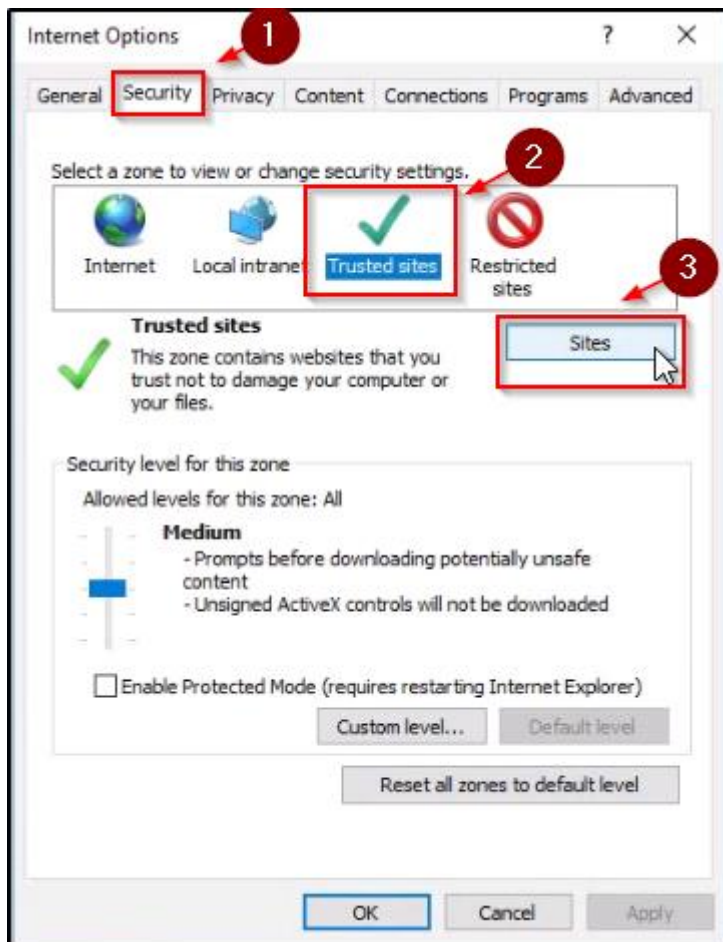 Internet Options
1
?
General Security Privacy Content Connections Programs Advanced
2
Select a zone to view or change security settings.
Internet Local intranet Trusted sites Restricted sites
3
Trusted sites
Sites
This zone contains websites that you
trust not to damage your computer or
your files.
Security level for this zone
Allowed levels for this zone: All
Medium
- Prompts before downloading potentially unsafe
content
- Unsigned ActiveX controls will not be downloaded
Enable Protected Mode (requires restarting Internet Explorer)
Custom level... Default level
Reset all zones to default level
OK Cancel Apply